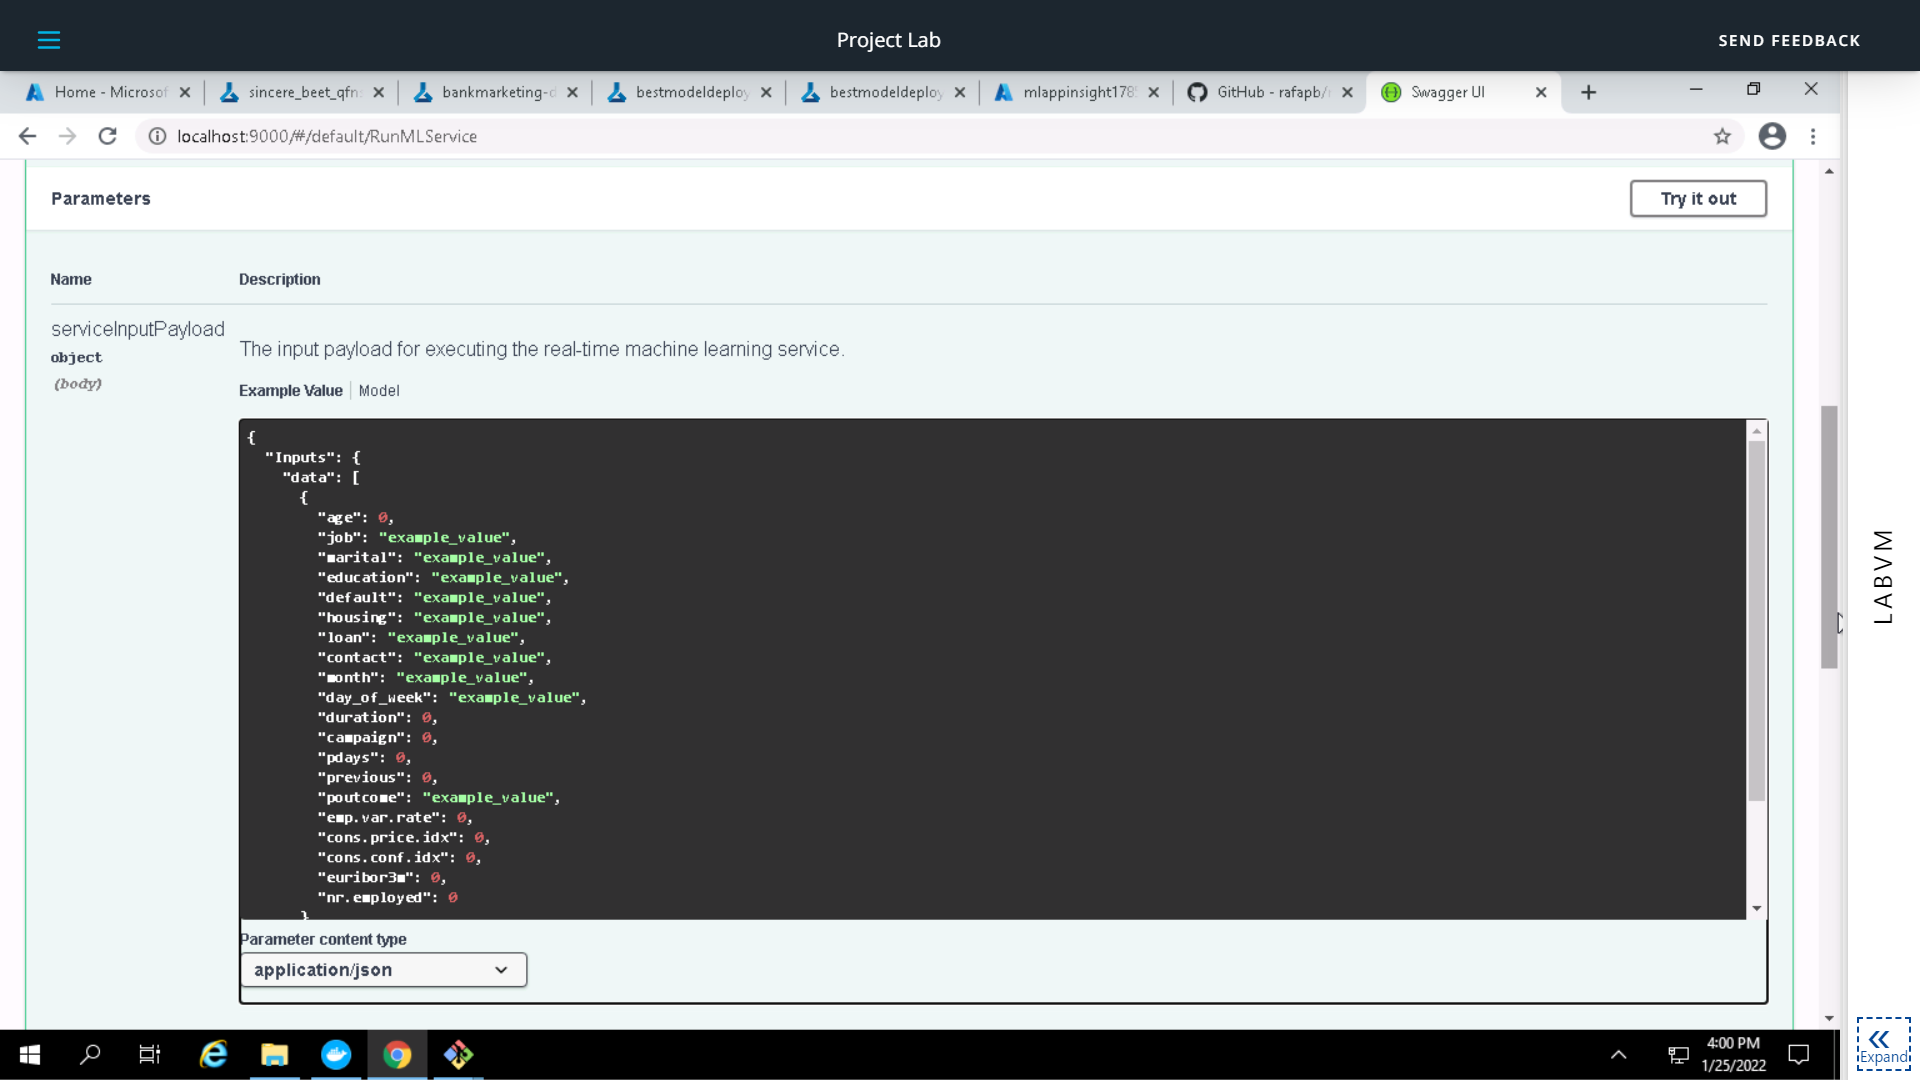 Project Lab
SEND FEEDBACK
Home - Microsof
sincere_beet_qfn
bankmarketing-d
bestmodeldeploy
bestmodeldeploy
mlappinsight178
GitHub - rafapb/
Swagger UI
localhost:9000/#/default/RunMLService
Parameters
Try it out
Name
Description
serviceInputPayload
object
(body)
The input payload for executing the real-time machine learning service.
Example Value | Model
{
"Inputs": {
"data": [
{
"age": 0,
"job": "example_value",
"marital": "example_value",
"education": "example_value",
"default": "example_value",
"housing": "example_value",
"loan": "example_value",
"contact": "example_value",
"month": "example_value",
"day_of_week": "example_value",
"duration": 0,
"campaign": 0,
"pdays": 0,
"previous": 0,
"poutcome": "example_value",
"emp.var.rate": 0,
"cons.price.idx": 0,
"cons.conf.idx": 0,
"euribor3m": 0,
"nr.employed": 0
}
Parameter content type
application/json
LABVM
Expand
4:00 PM
1/25/2022